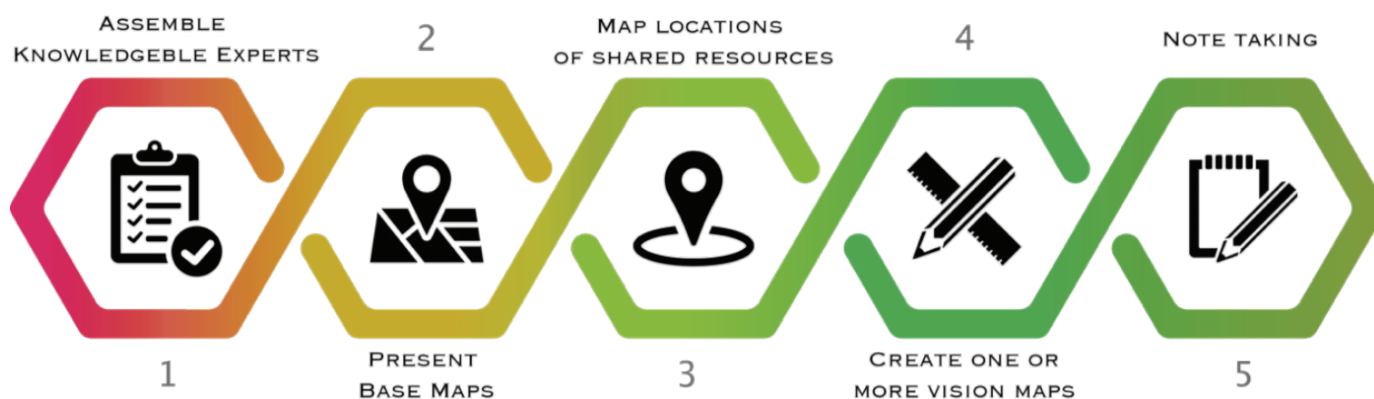 ASSEMBLE
KNOWLEDGEBLE EXPERTS
1
2
PRESENT
BASE MAPS
MAP LOCATIONS
OF SHARED RESOURCES
3
4
CREATE ONE OR
MORE VISION MAPS
NOTE TAKING
5